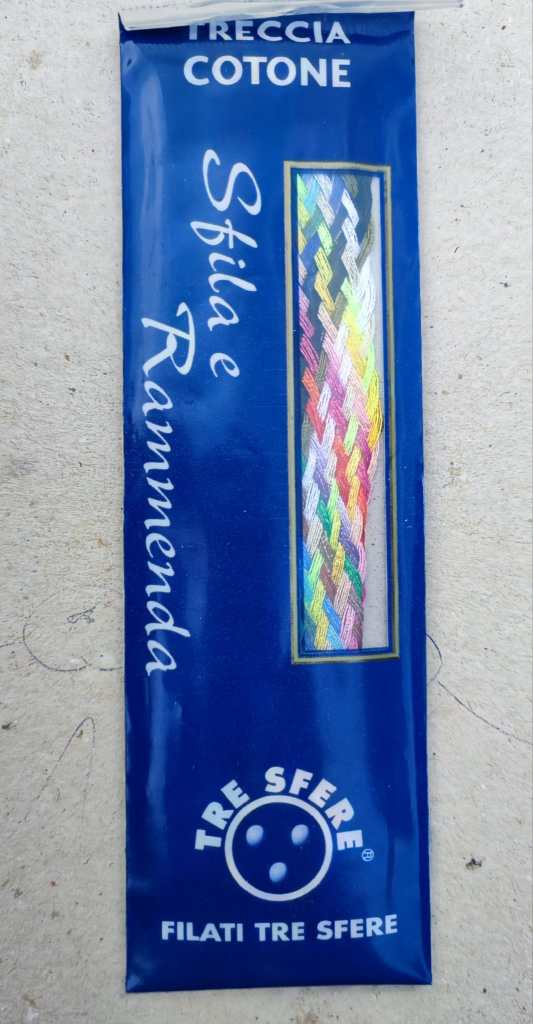 TRECCIA
COTONE
Sfila e
Rammenda
TRE SFERE
FILATI TRE SFERE